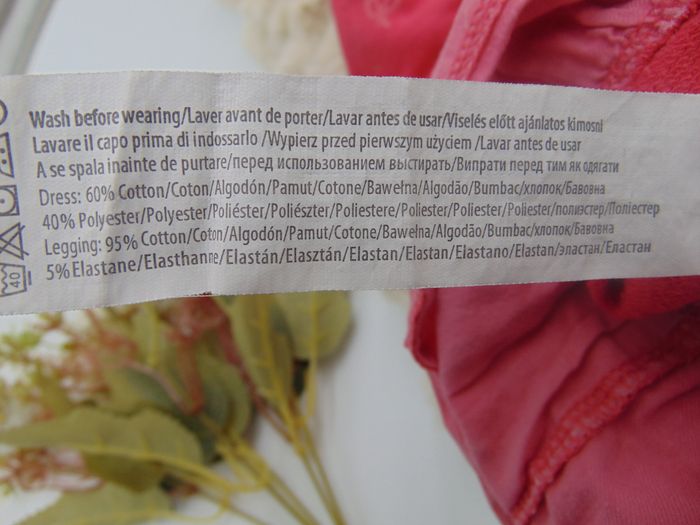 Wash before wearing/Laver avant de porter/Lavar antes de usar/Viselés előtt ajánlatos kimosni
Lavare il capo prima di indossarlo /Wypierz przed pierwszym użyciem /Lavar antes de usar
A se spala inainte de purtare/перед использованием выстирать/Випрати перед тим як одягати
Dress: 60% Cotton/Coton/Algodón/Pamut/Cotone/Bawełna/Algodão/Bumbac/хлопок/Бавовна
40% Polyester/Polyester/Poliéster/Poliészter/Poliestere/Poliester/Poliester/Poliester/полиэстер/Поліестер
Legging: 95% Cotton/Coton/Algodón/Pamut/Cotone/Bawełna/Algodão/Bumbac/хлопок/Бавовна
5% Elastane/Elasthanne/Elastán/Elasztán/Elastan/Elastan/Elastano/Elastan/эластан/Еластан
40